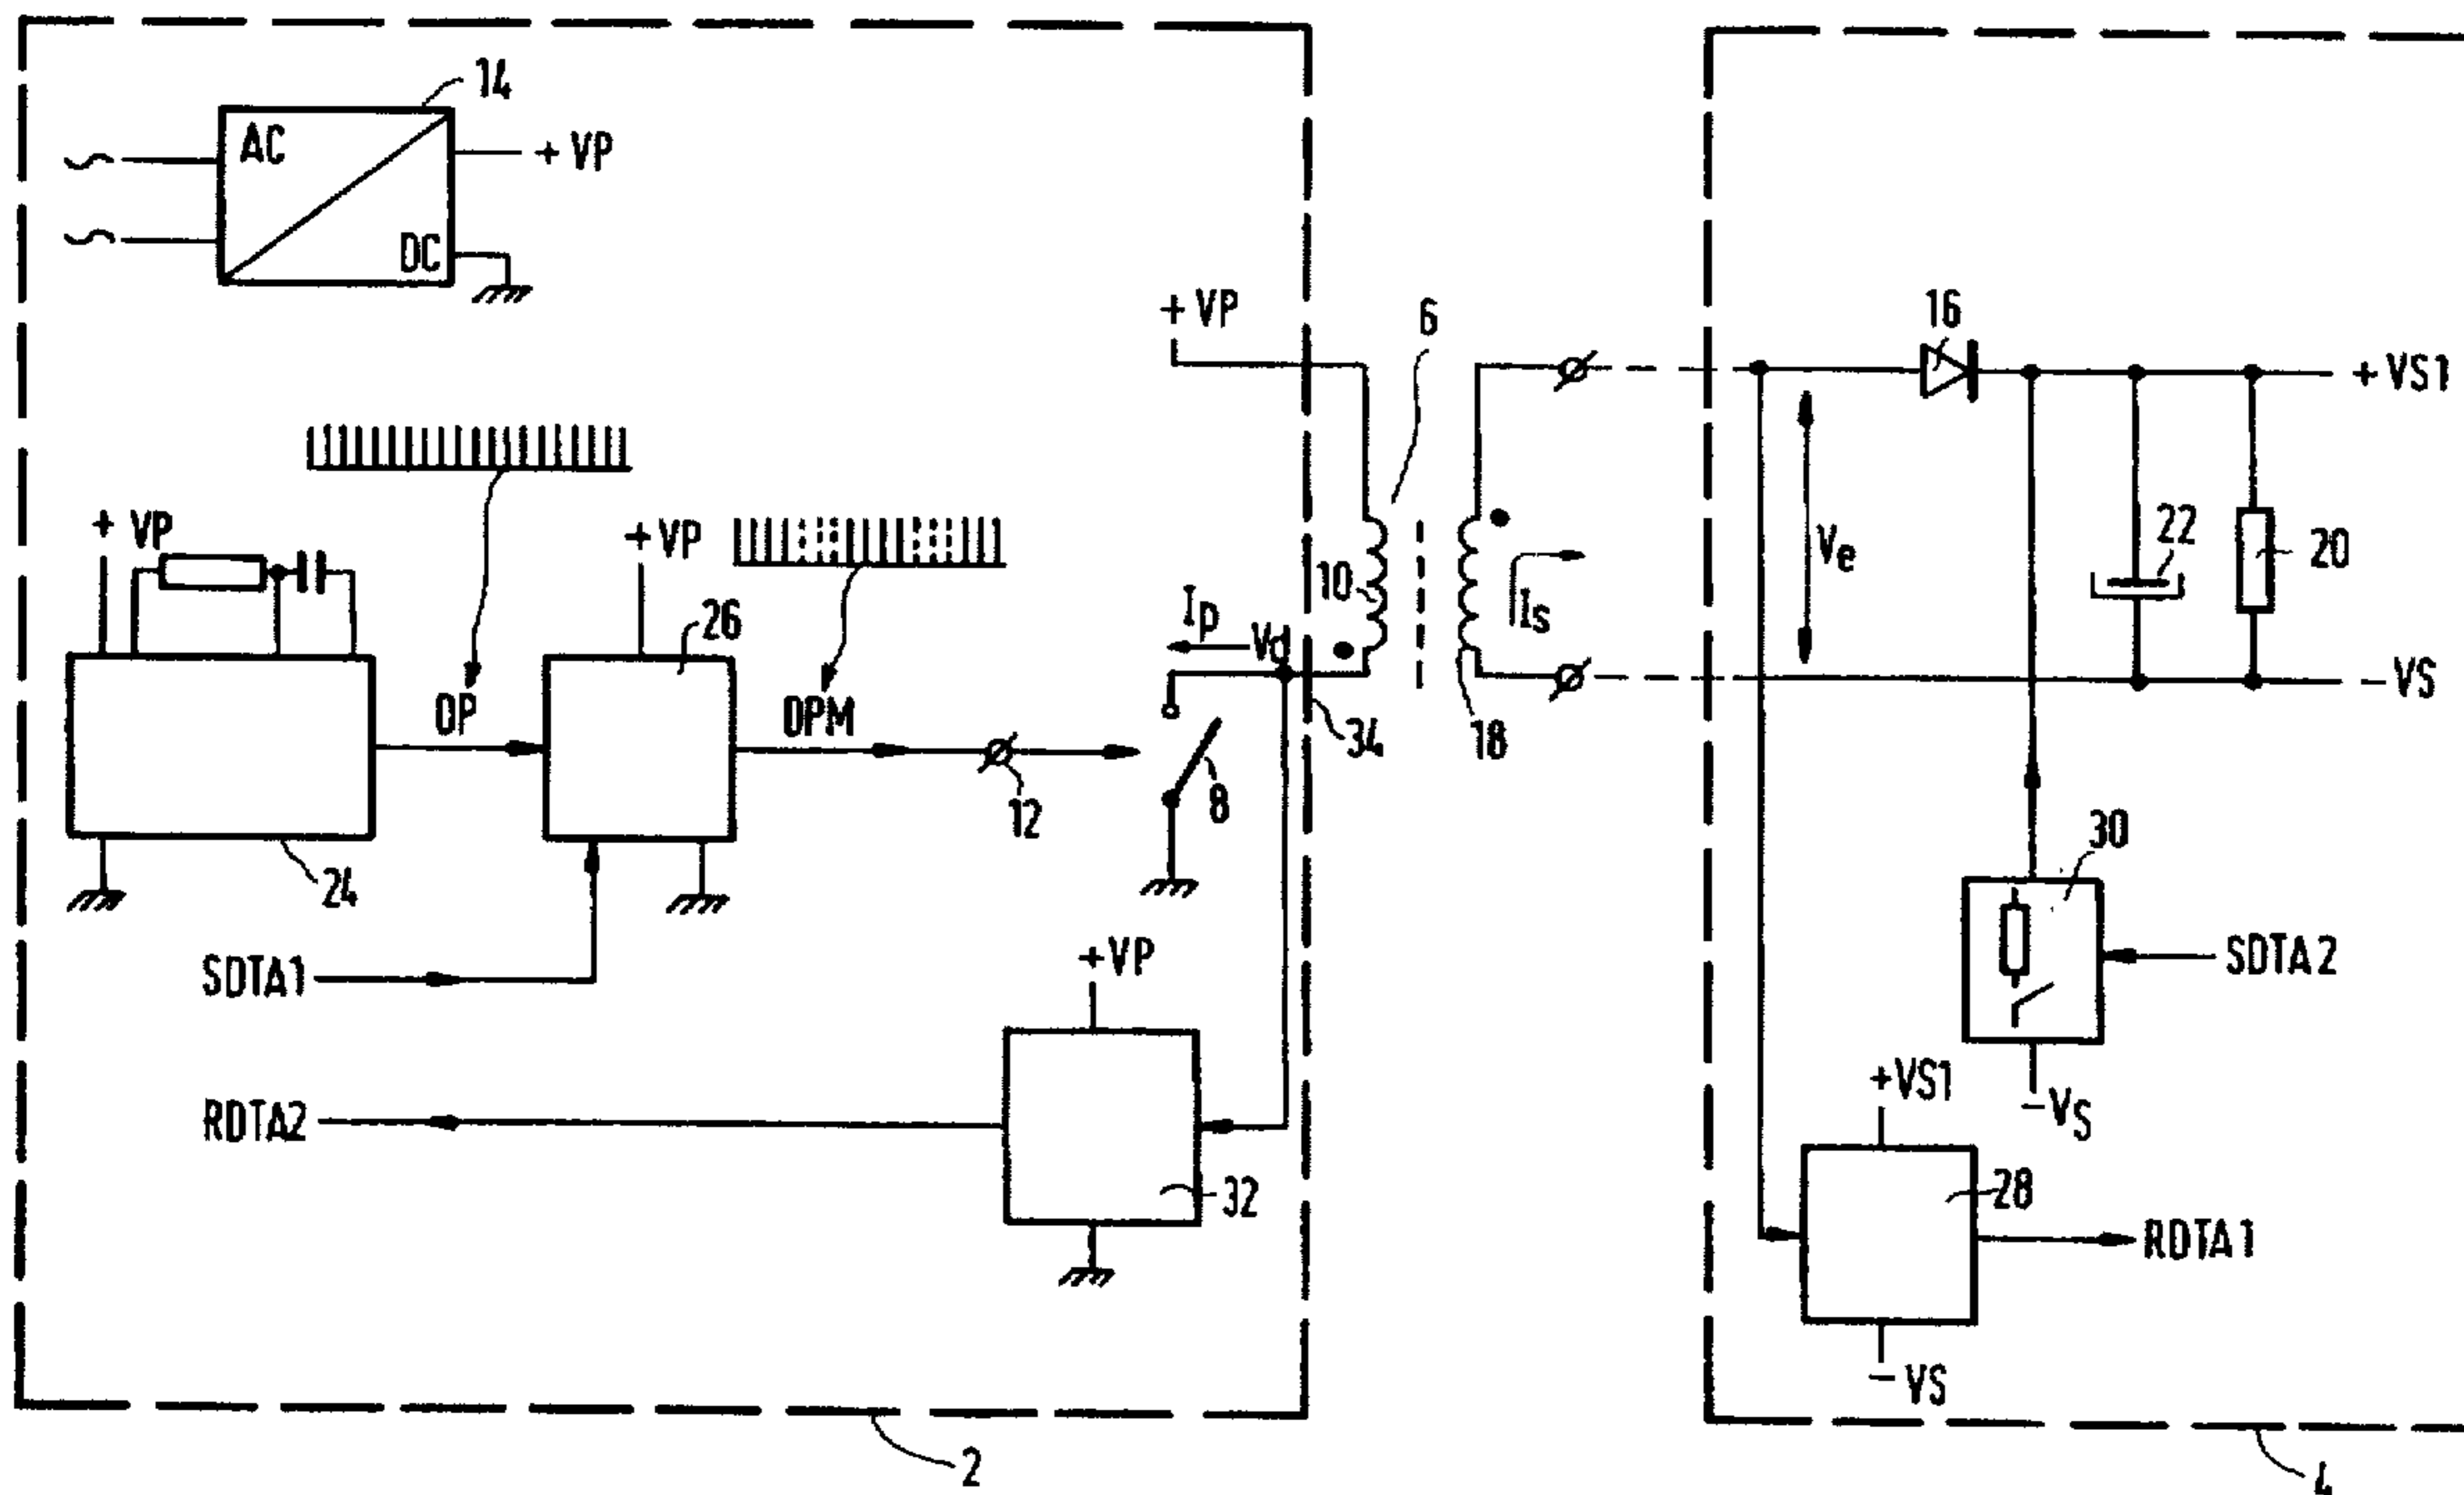 14
AC
+ VP
DC
+ VP
6
16
+ VS1
+ VP
+ VP
26
10
Ip
Vd
Is
Ve
22
20
OP
OPM
12
8
34
18
- VS
24
30
SDTA1
+VP
SDTA2
RDTA2
32
+VS1
-VS
28
RDTA1
- VS
2
4